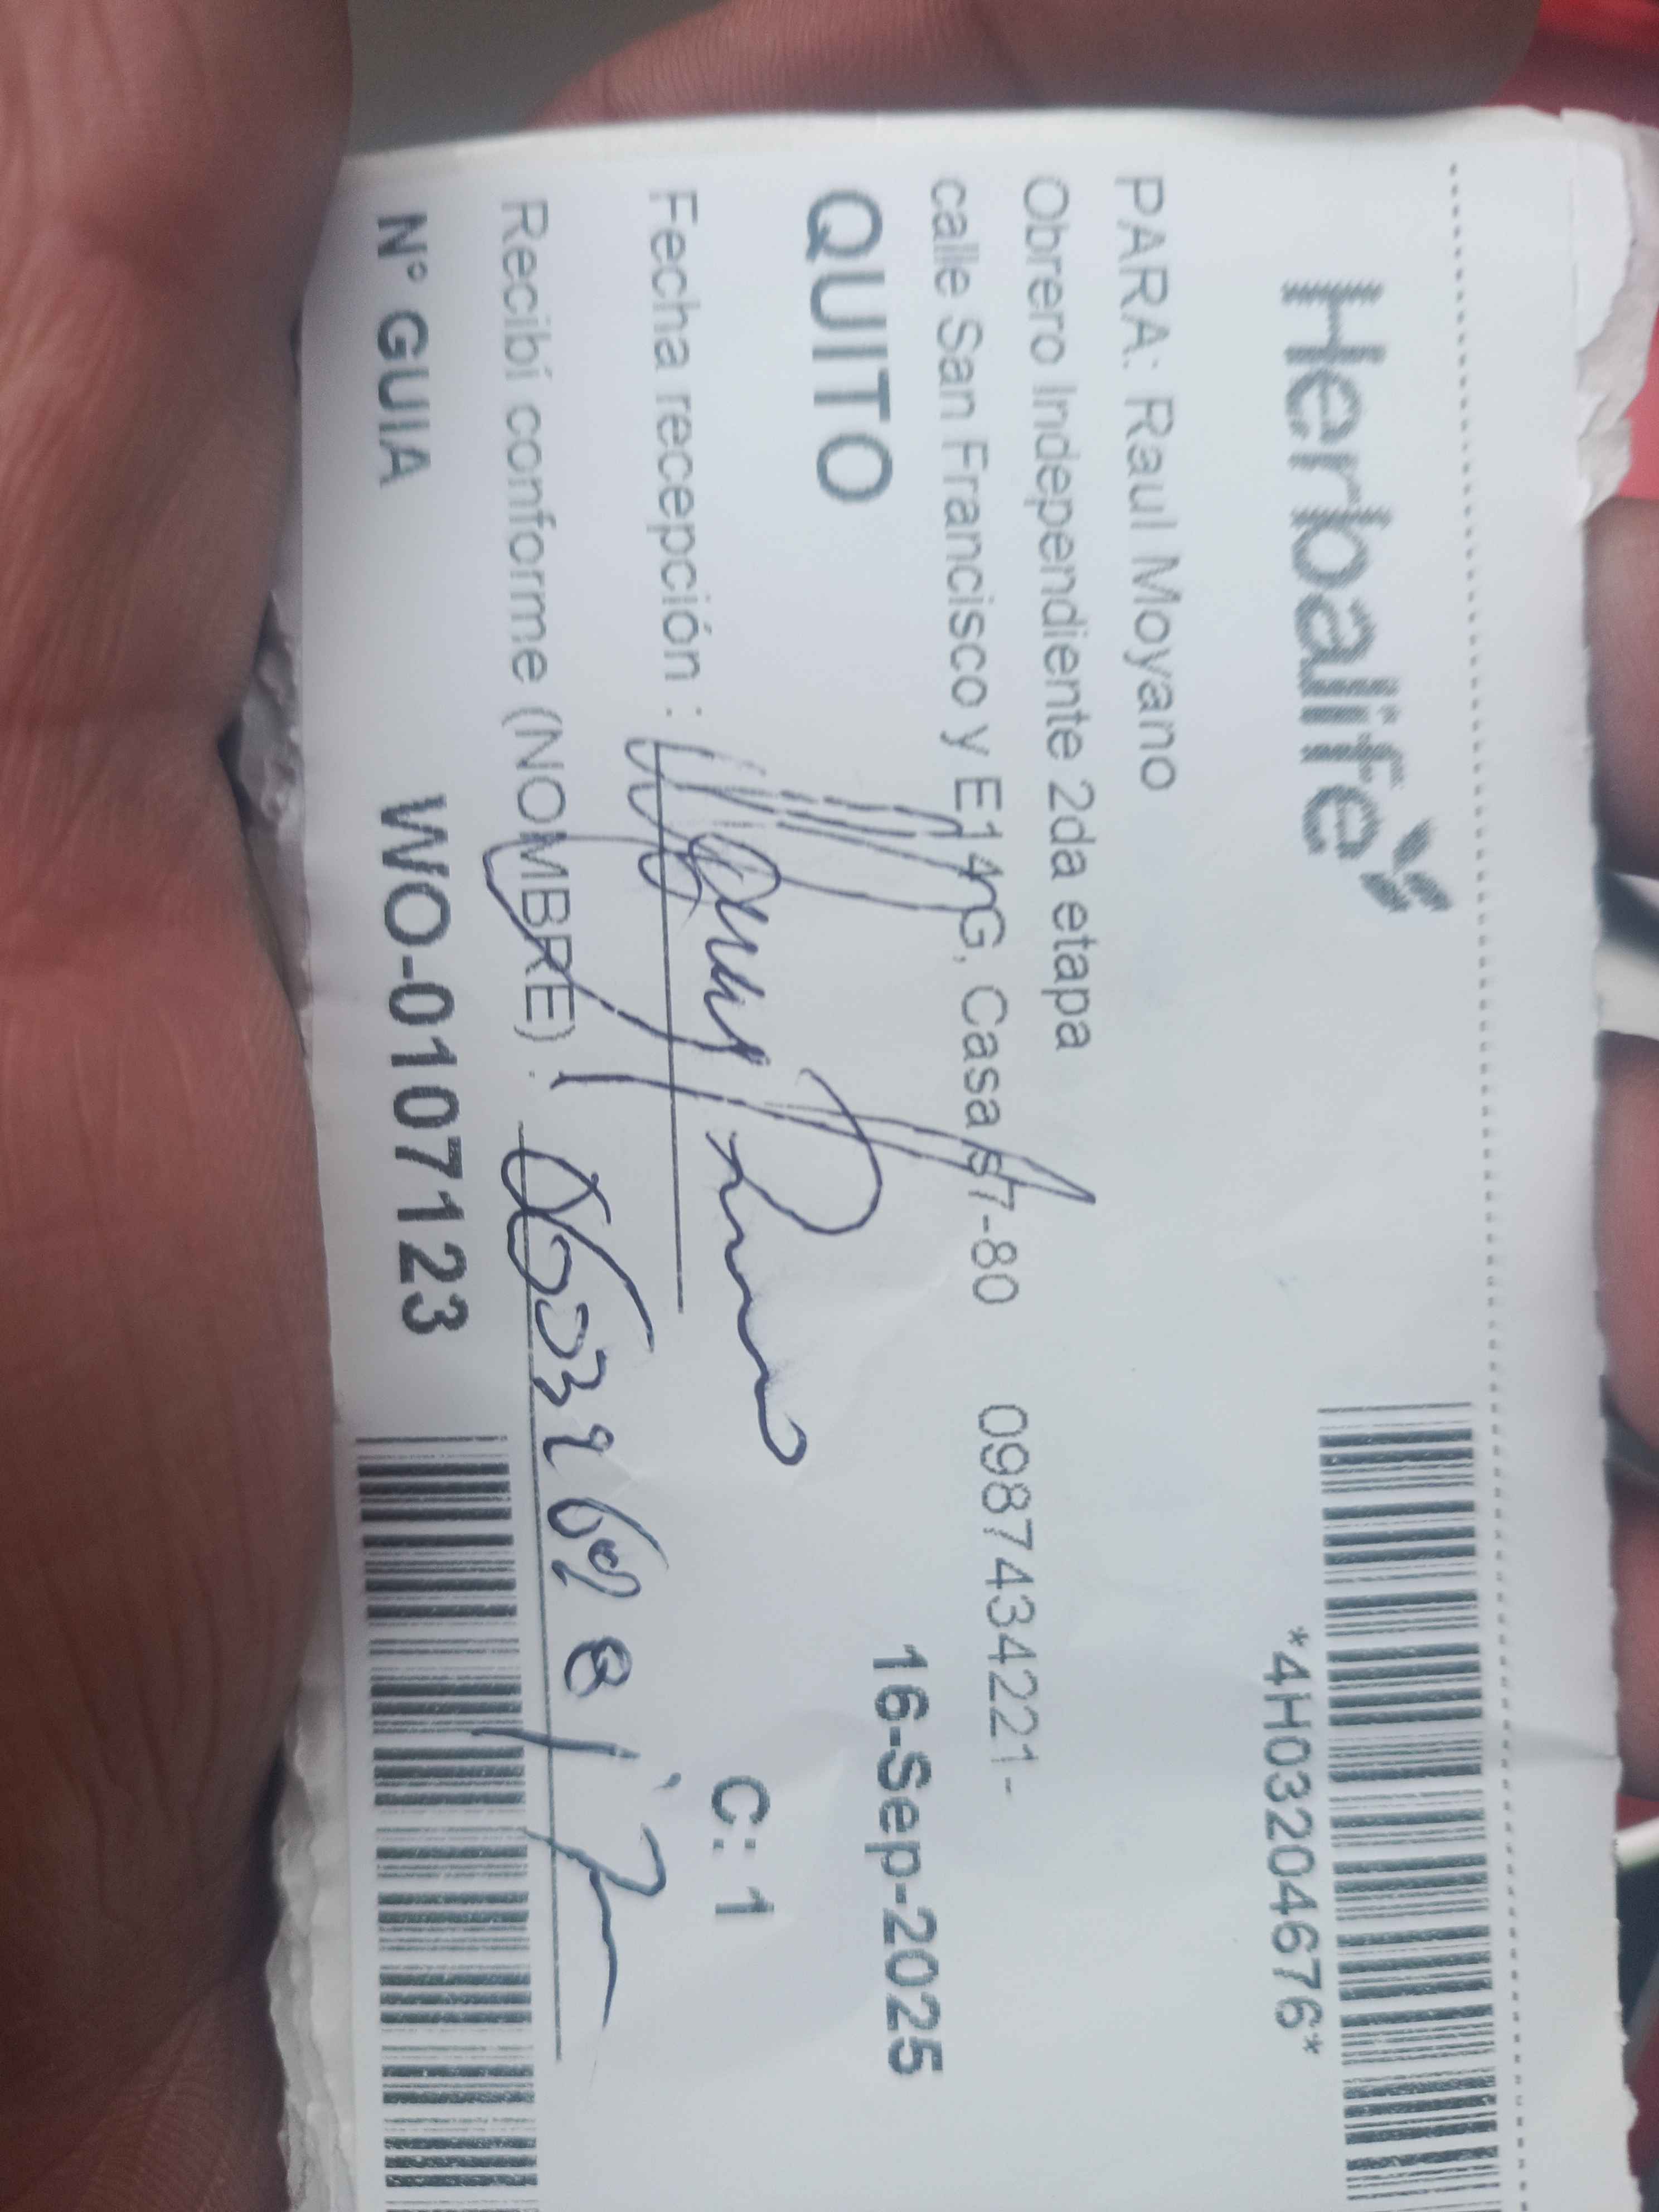 Herbalife
*4H03204676*
PARA: Raul Moyano
Obrero Independiente 2da etapa
calle San Francisco y E14G, Casa s7-80 0987434221-
QUITO 16-Sep-2025
Fecha recepción :
C: 1
Recibí conforme (NOMBRE) :
N° GUIA WO-0107123